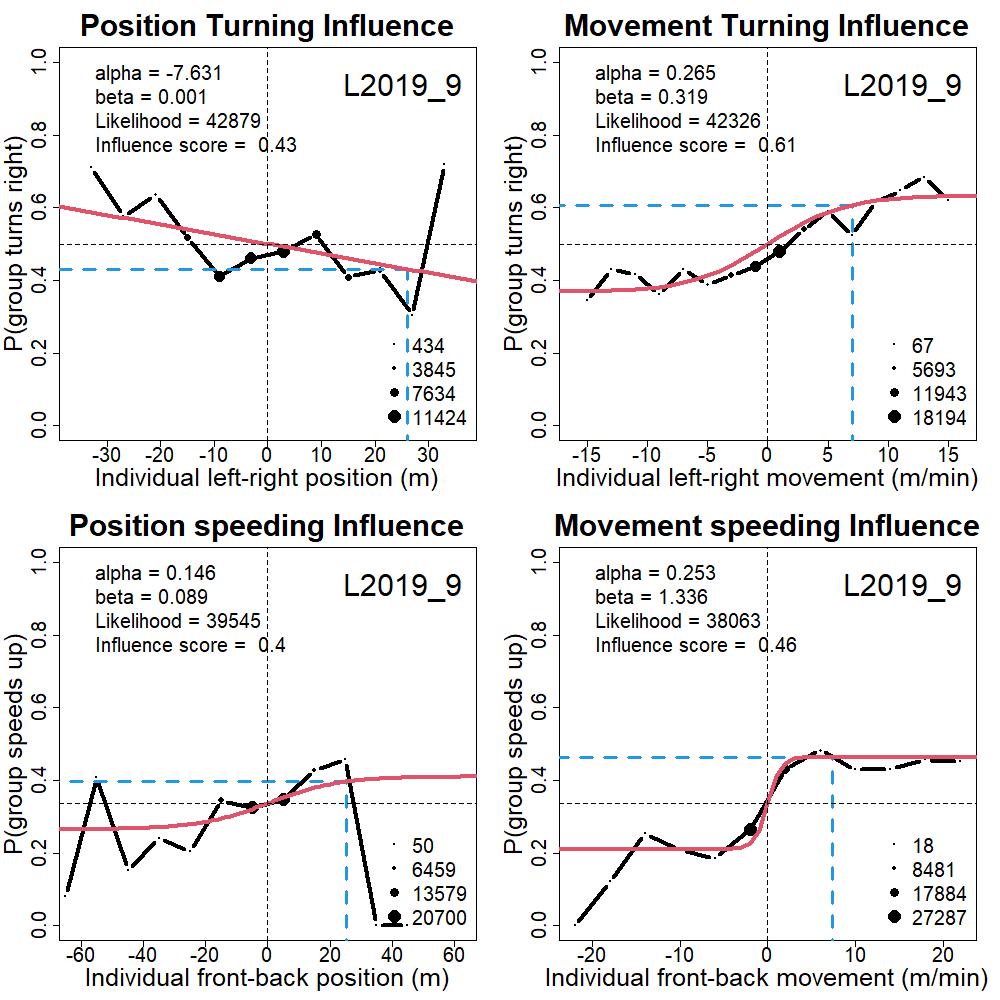 Position Turning Influence
alpha = -7.631
beta = 0.001
Likelihood = 42879
Influence score =  0.43
L2019_9
P(group turns right)
0.0 0.2 0.4 0.6 0.8 1.0
434
3845
7634
11424
-30 -20 -10 0 10 20 30
Individual left-right position (m)
Movement Turning Influence
alpha = 0.265
beta = 0.319
Likelihood = 42326
Influence score =  0.61
L2019_9
P(group turns right)
0.0 0.2 0.4 0.6 0.8 1.0
67
5693
11943
18194
-15 -10 -5 0 5 10 15
Individual left-right movement (m/min)
Position speeding Influence
alpha = 0.146
beta = 0.089
Likelihood = 39545
Influence score =  0.4
L2019_9
P(group speeds up)
0.0 0.2 0.4 0.6 0.8 1.0
50
6459
13579
20700
-60 -40 -20 0 20 40 60
Individual front-back position (m)
Movement speeding Influence
alpha = 0.253
beta = 1.336
Likelihood = 38063
Influence score =  0.46
L2019_9
P(group speeds up)
0.0 0.2 0.4 0.6 0.8 1.0
18
8481
17884
27287
-20 -10 0 10 20
Individual front-back movement (m/min)